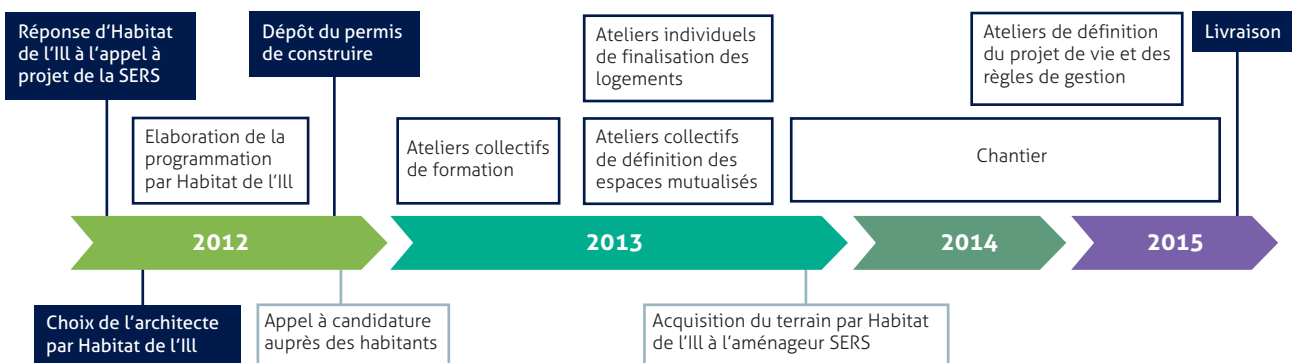 Réponse d'Habitat
de l'Ill à l'appel à
projet de la SERS
Dépôt du permis
de construire
Ateliers individuels
de finalisation des
logements
Ateliers de définition
du projet de vie et des
règles de gestion
Livraison
Elaboration de la
programmation
par Habitat de l'Ill
Ateliers collectifs
de formation
Ateliers collectifs
de définition des
espaces mutualisés
Chantier
2012
2013
2014
2015
Choix de l'architecte
par Habitat de l'Ill
Appel à candidature
auprès des habitants
Acquisition du terrain par Habitat
de l'Ill à l'aménageur SERS